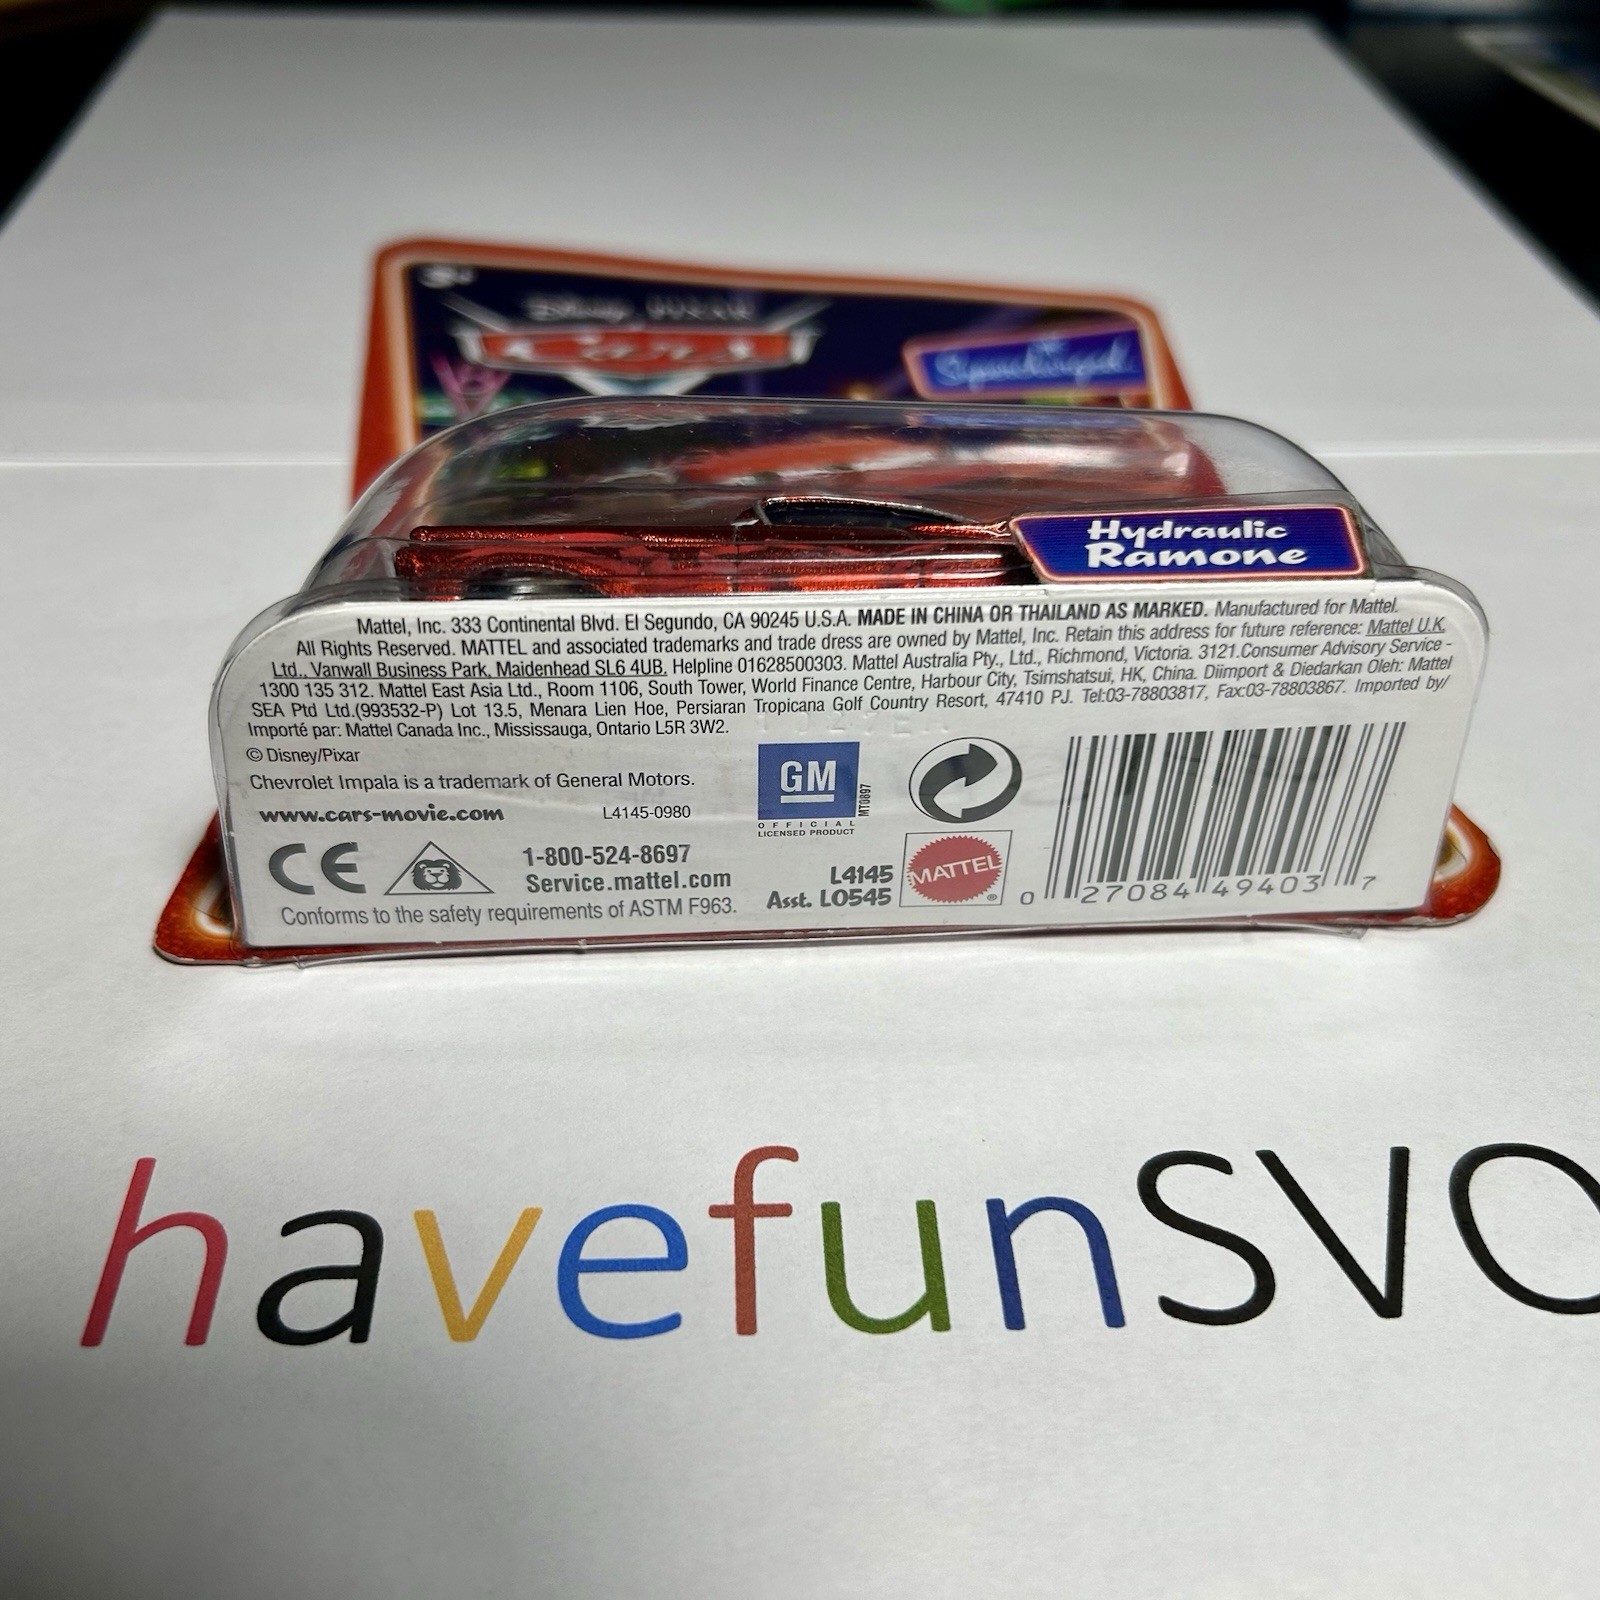 Disney PIXAR
Cars
Supercharged
Hydraulic
Ramone
Mattel, Inc. 333 Continental Blvd. El Segundo, CA 90245 U.S.A. MADE IN CHINA OR THAILAND AS MARKED. Manufactured for Mattel.
All Rights Reserved. MATTEL and associated trademarks and trade dress are owned by Mattel, Inc. Retain this address for future reference: Mattel U.K.
Ltd., Vanwall Business Park, Maidenhead SL6 4UB. Helpline 01628500303. Mattel Australia Pty., Ltd., Richmond, Victoria. 3121.Consumer Advisory Service -
1300 135 312. Mattel East Asia Ltd., Room 1106, South Tower, World Finance Centre, Harbour City, Tsimshatsui, HK, China. Diimport & Diedarkan Oleh: Mattel
SEA Ptd Ltd.(993532-P) Lot 13.5, Menara Lien Hoe, Persiaran Tropicana Golf Country Resort, 47410 PJ. Tel:03-78803817, Fax:03-78803867. Imported by/
Importé par: Mattel Canada Inc., Mississauga, Ontario L5R 3W2.
© Disney/Pixar
Chevrolet Impala is a trademark of General Motors.
www.cars-movie.com L4145-0980
GM
MT0897
OFFICIAL
LICENSED PRODUCT
CE
1-800-524-8697
Service.mattel.com
Conforms to the safety requirements of ASTM F963.
L4145
Asst. L0545
MATTEL
®
0 27084 49403 7
havefunSVO